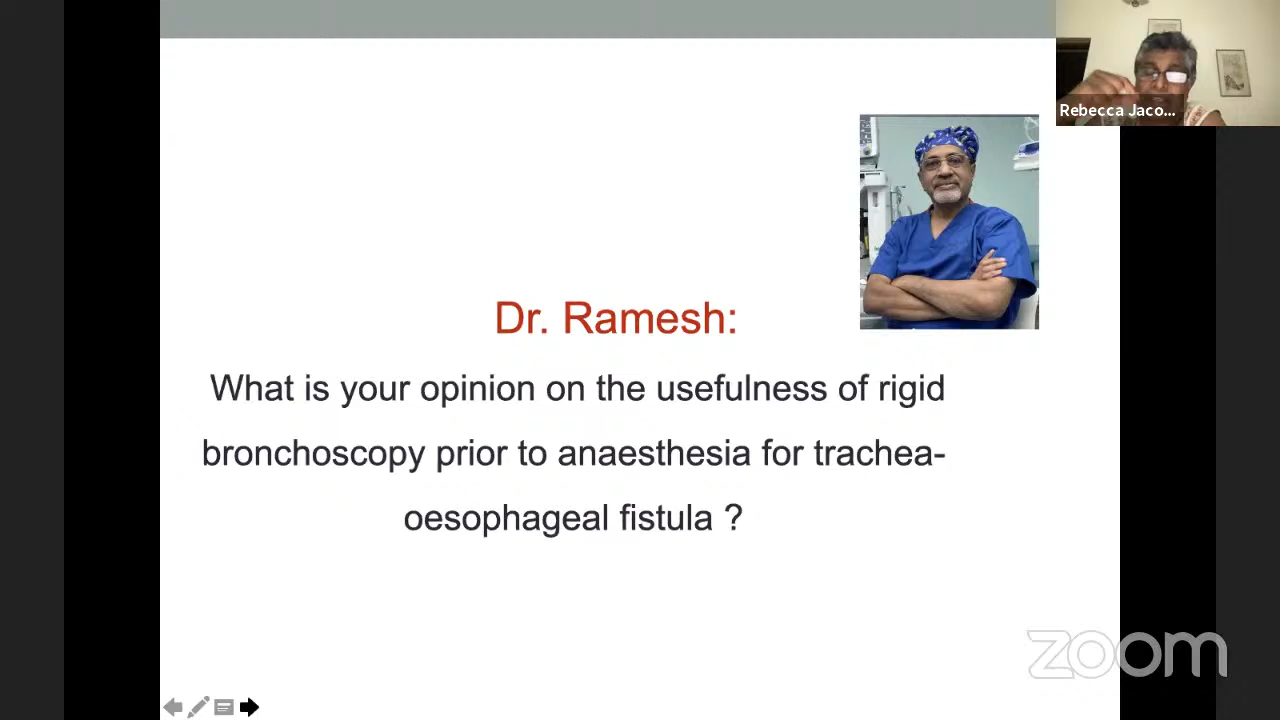 Rebecca Jaco...
Dr. Ramesh:
What is your opinion on the usefulness of rigid
bronchoscopy prior to anaesthesia for trachea-
oesophageal fistula ?
zoom